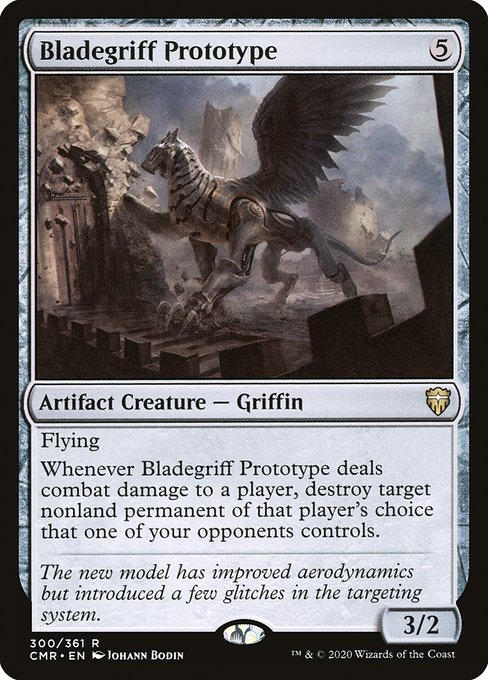 Bladegriff Prototype 5
Artifact Creature — Griffin
Flying
Whenever Bladegriff Prototype deals
combat damage to a player, destroy target
nonland permanent of that player's choice
that one of your opponents controls.
The new model has improved aerodynamics
but introduced a few glitches in the targeting
system.
3/2
300/361 R
CMR • EN Johann Bodin
™ & © 2020 Wizards of the Coast